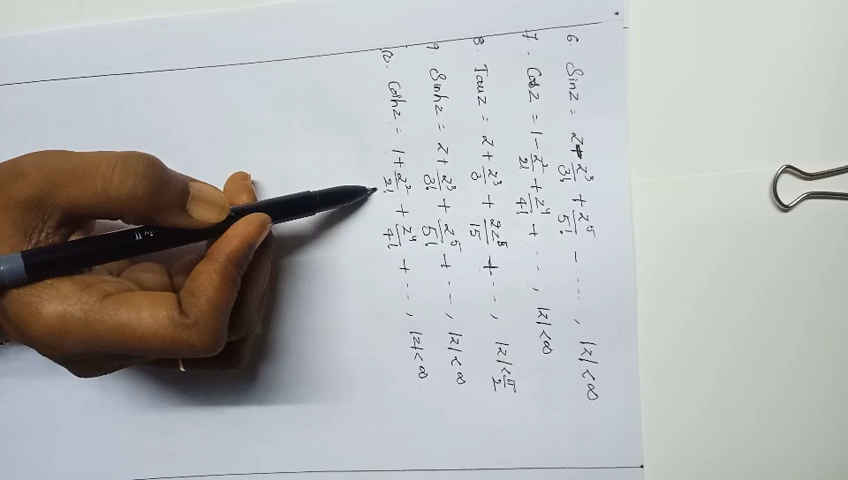 6. Sinz = z - z³/3! + z⁵/5! - ...., |z| < ∞
7. Cosz = 1 - z²/2! + z⁴/4! + ..., |z| < ∞
8. Tanz = z + z³/3 + 2z⁵/15 + ..., |z| < π/2
9 Sinhz = z + z³/3! + z⁵/5! + ..., |z| < ∞
10. Coshz = 1 + z²/2! + z⁴/4! + ..., |z| < ∞